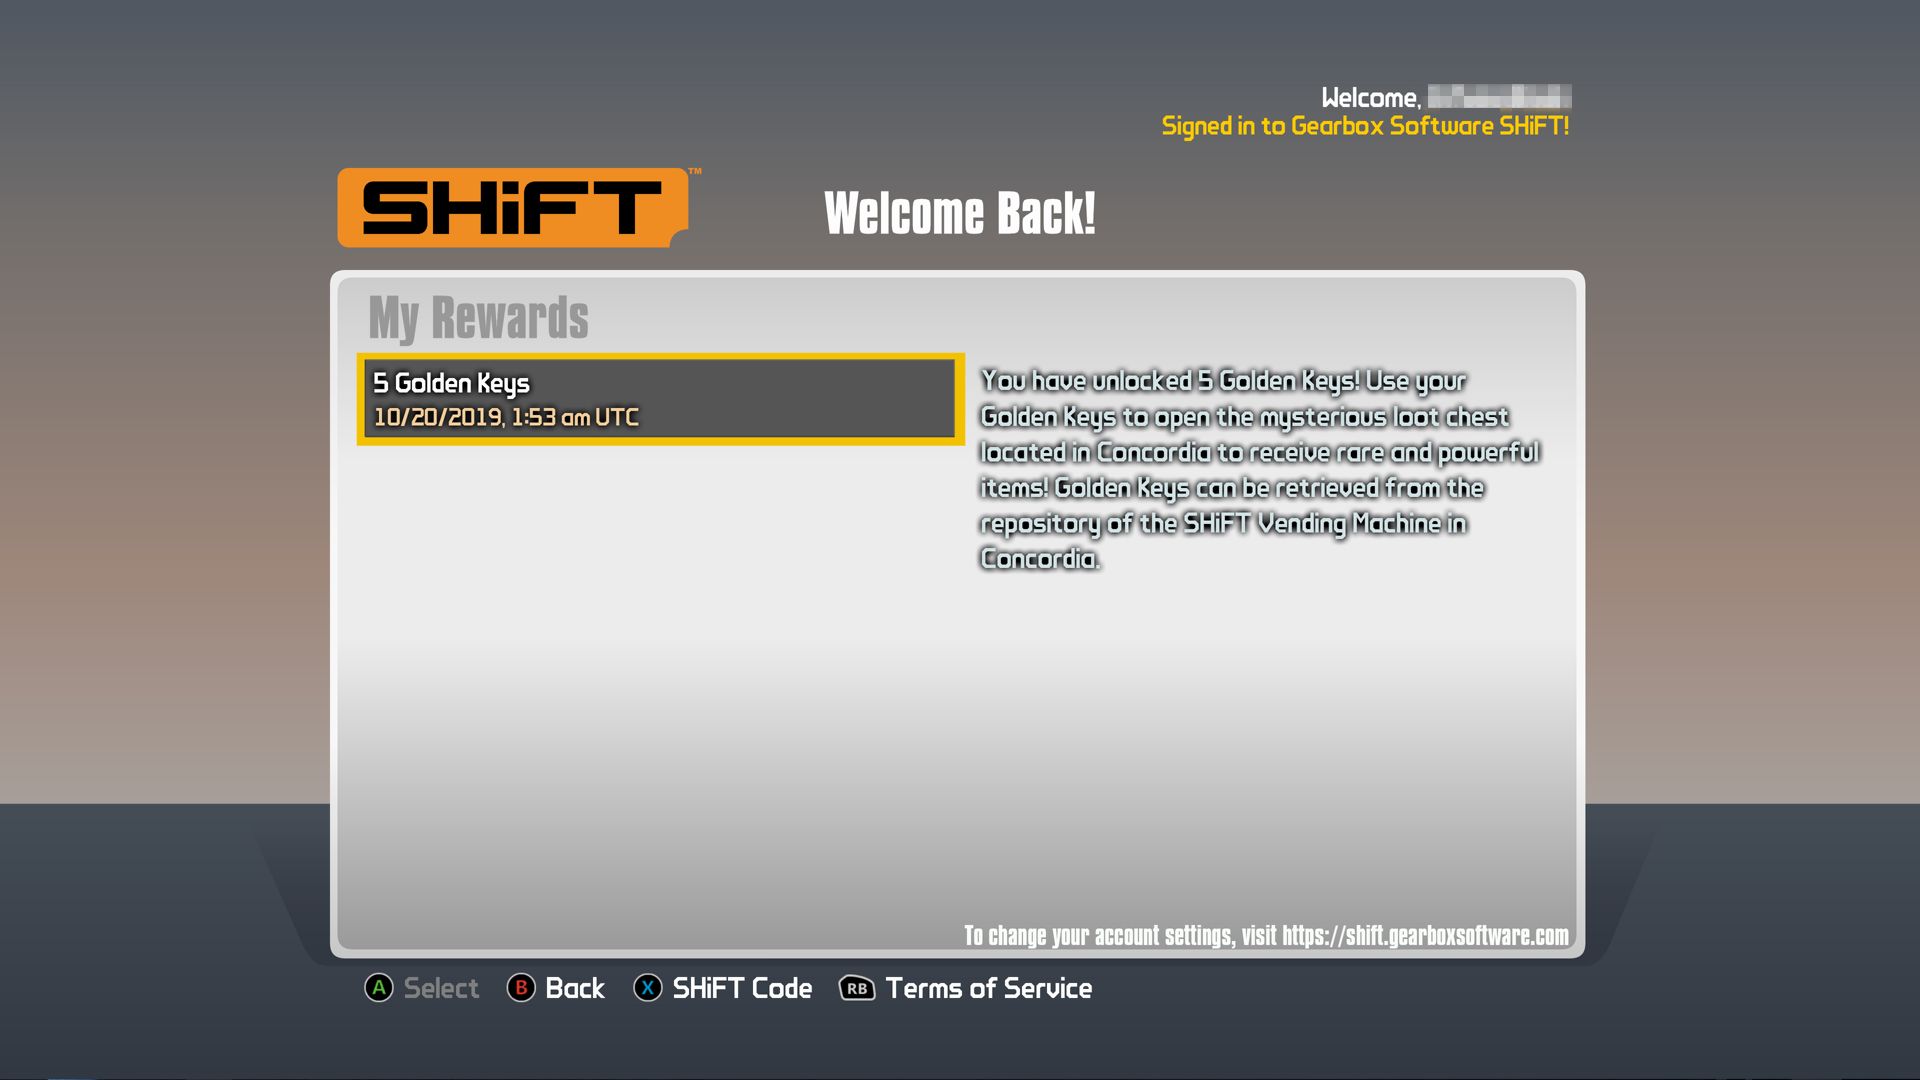 Welcome,
Signed in to Gearbox Software SHiFT!
SHiFT™
Welcome Back!
My Rewards
5 Golden Keys
10/20/2019, 1:53 am UTC
You have unlocked 5 Golden Keys! Use your
Golden Keys to open the mysterious loot chest
located in Concordia to receive rare and powerful
items! Golden Keys can be retrieved from the
repository of the SHiFT Vending Machine in
Concordia.
To change your account settings, visit https://shift.gearboxsoftware.com
A Select B Back X SHiFT Code RB Terms of Service